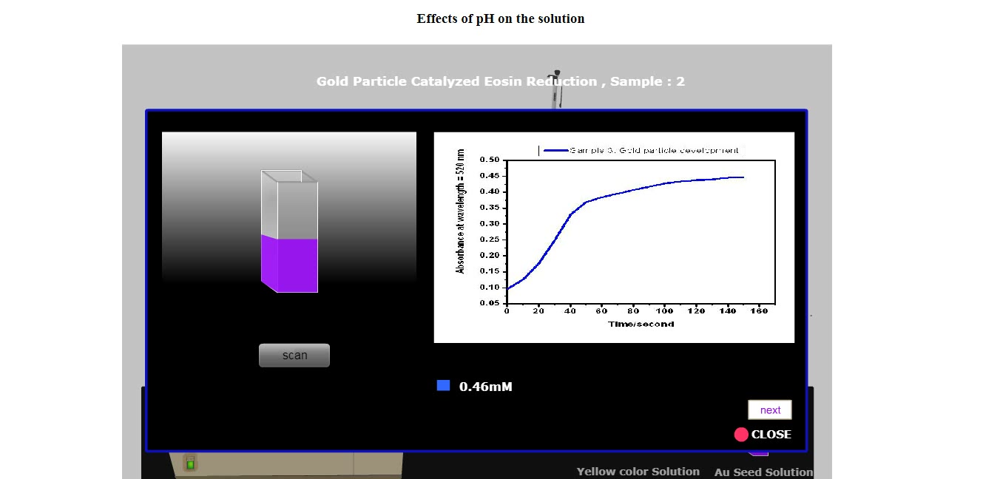 Effects of pH on the solution
Gold Particle Catalyzed Eosin Reduction , Sample : 2
Sample 3. Gold particle development
Absorbance at wavelength = 520 nm
0.50
0.45
0.40
0.35
0.30
0.25
0.20
0.15
0.10
0.05
0 20 40 60 80 100 120 140 160
Time/second
scan
0.46mM
next
CLOSE
Yellow color Solution Au Seed Solution